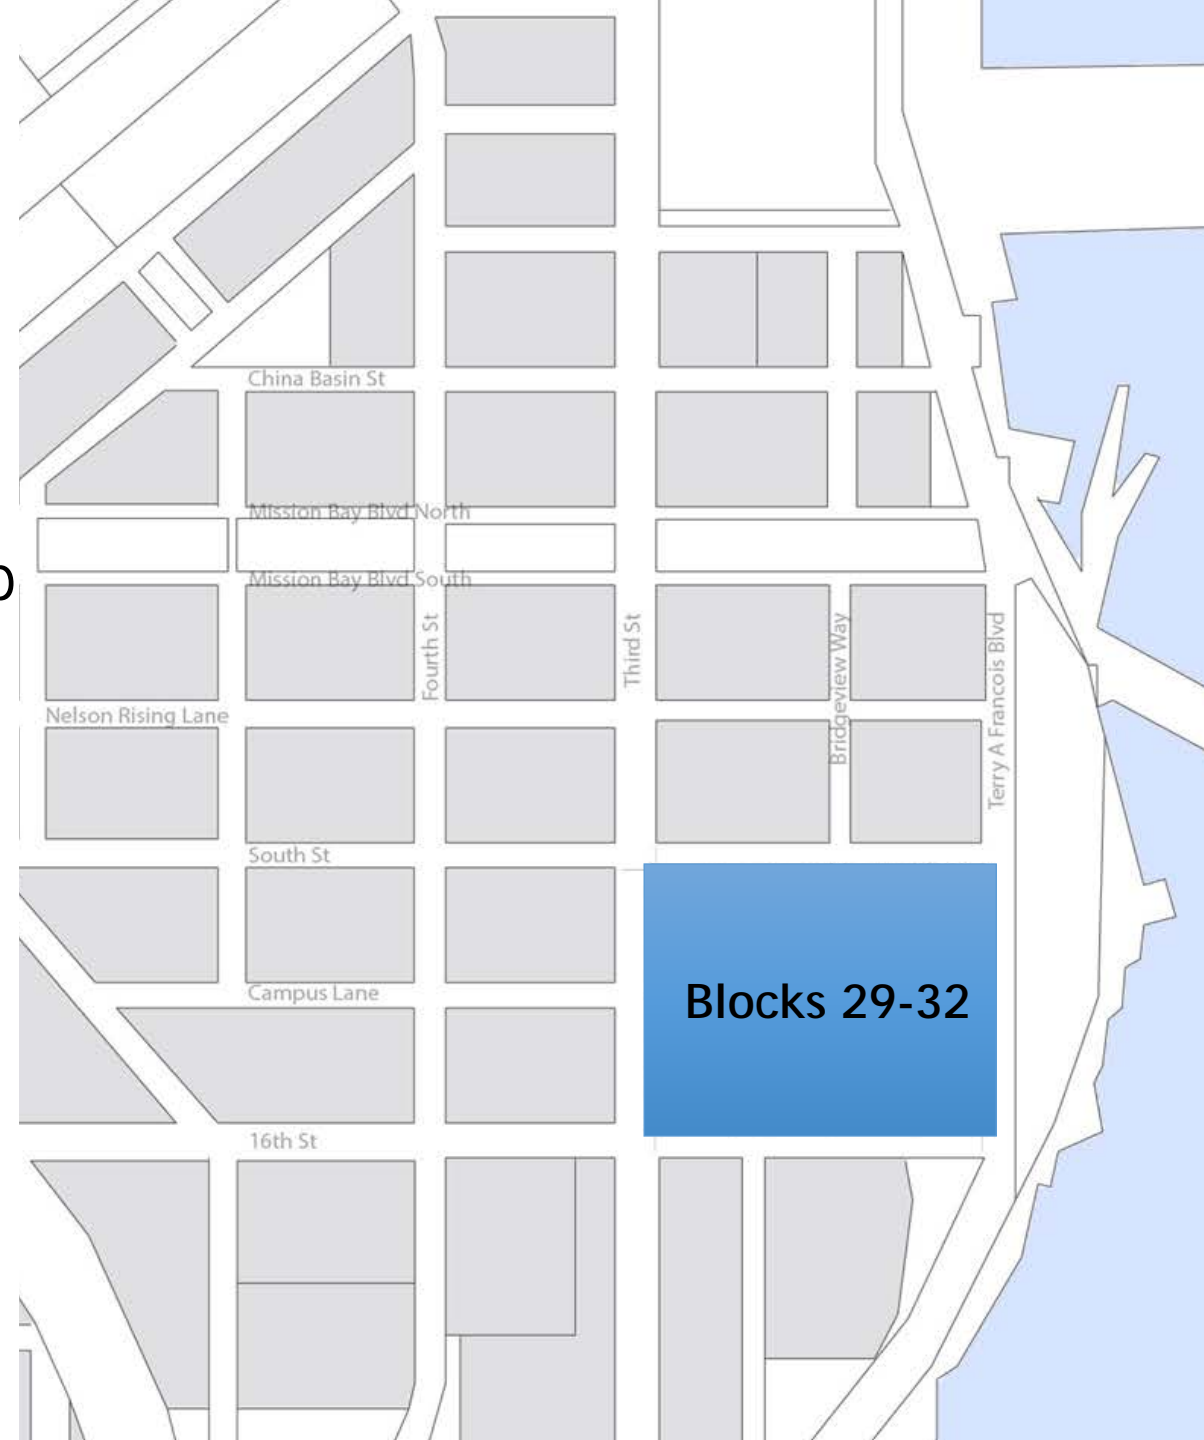 China Basin St
Mission Bay Blvd North
Mission Bay Blvd South
Fourth St
Third St
Bridgeview Way
Terry A Francois Blvd
Nelson Rising Lane
South St
Campus Lane
Blocks 29-32
16th St